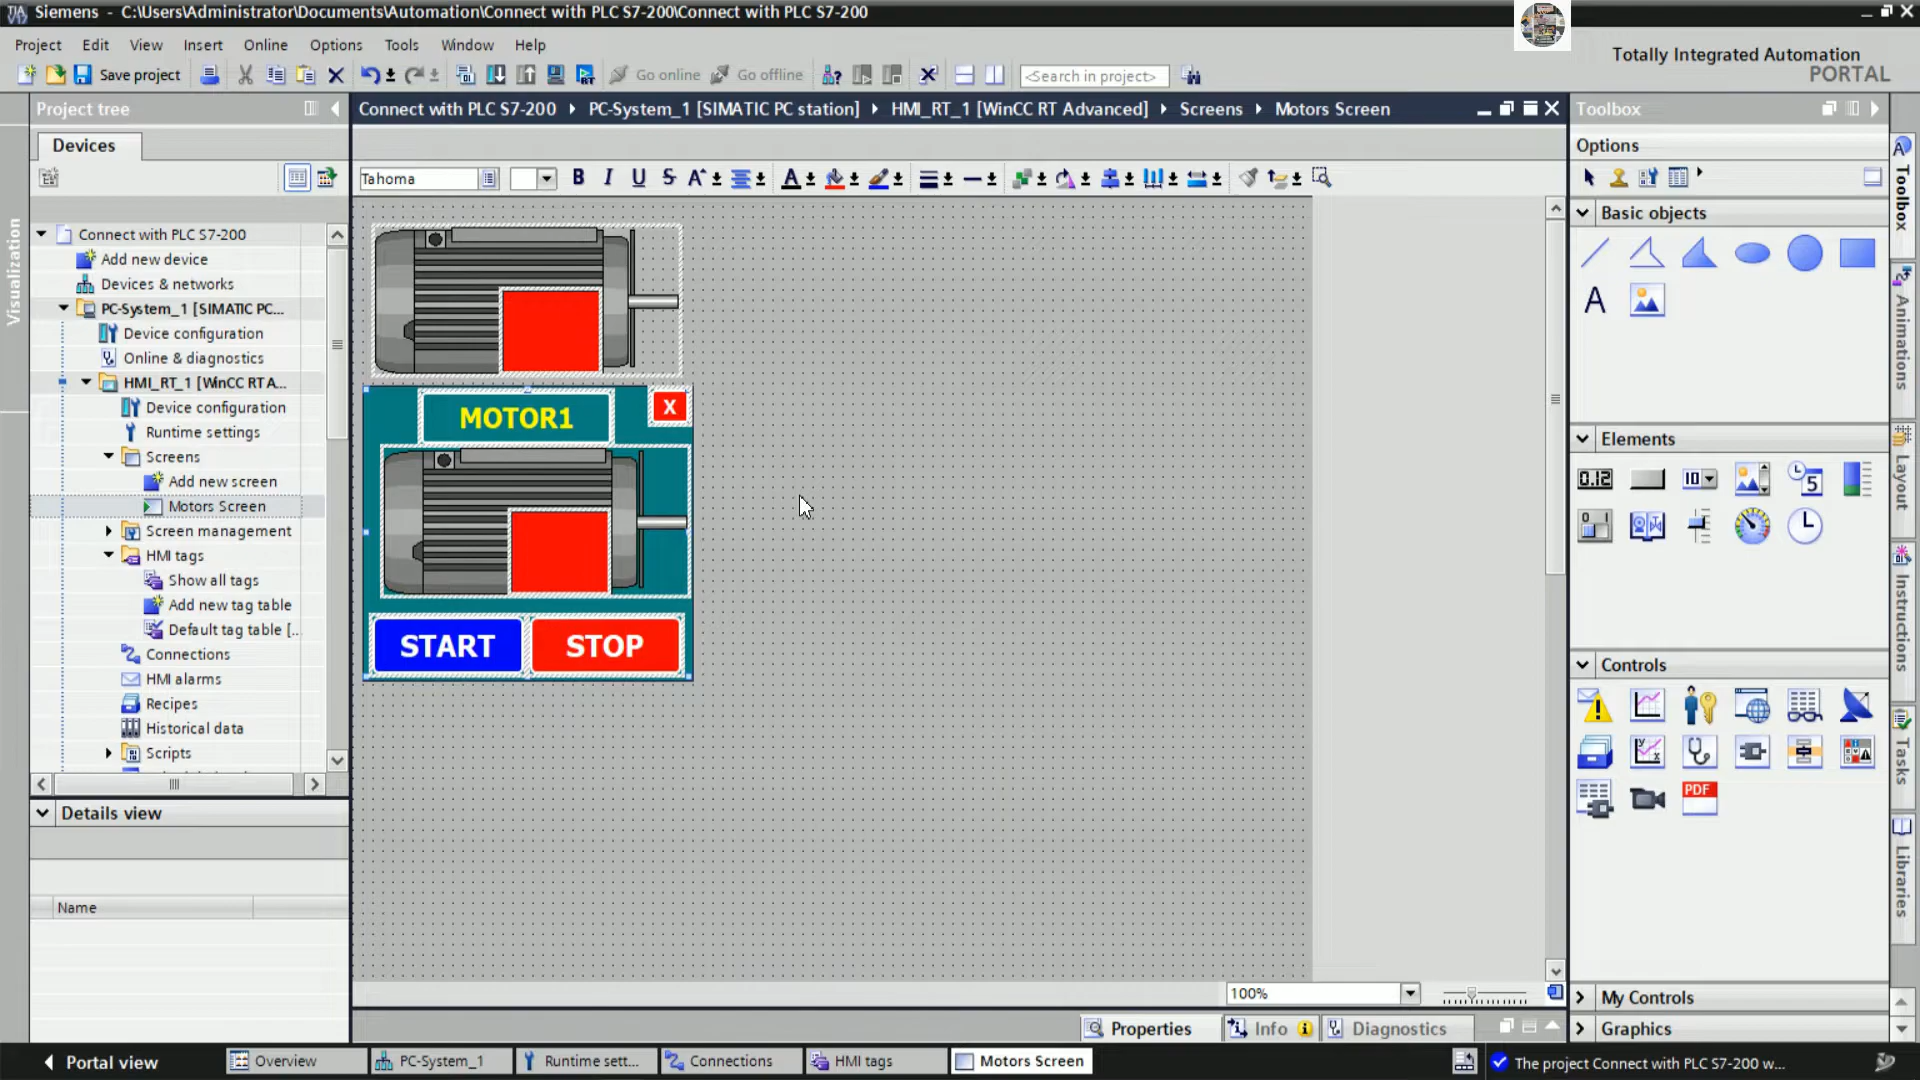 Siemens - C:\Users\Administrator\Documents\Automation\Connect with PLC S7-200\Connect with PLC S7-200
Project Edit View Insert Online Options Tools Window Help
Totally Integrated Automation
PORTAL
Save project
Go online
Go offline
<Search in project>
Project tree
Connect with PLC S7-200
PC-System_1 [SIMATIC PC station]
HMI_RT_1 [WinCC RT Advanced]
Screens
Motors Screen
Toolbox
Devices
Options
Tahoma
B I U S A
A
Visualization
Connect with PLC S7-200
Add new device
Devices & networks
PC-System_1 [SIMATIC PC...
Device configuration
Online & diagnostics
HMI_RT_1 [WinCC RT A...
Device configuration
Runtime settings
Screens
Add new screen
Motors Screen
Screen management
HMI tags
Show all tags
Add new tag table
Default tag table [..
Connections
HMI alarms
Recipes
Historical data
Scripts
Details view
Name
MOTOR1
X
START
STOP
100%
Properties
Info
Diagnostics
Basic objects
A
Elements
0.12
10
5
0 1
Controls
PDF
My Controls
Graphics
Toolbox
Animations
Layout
Instructions
Tasks
Libraries
Portal view
Overview
PC-System_1
Runtime sett...
Connections
HMI tags
Motors Screen
The project Connect with PLC S7-200 w...